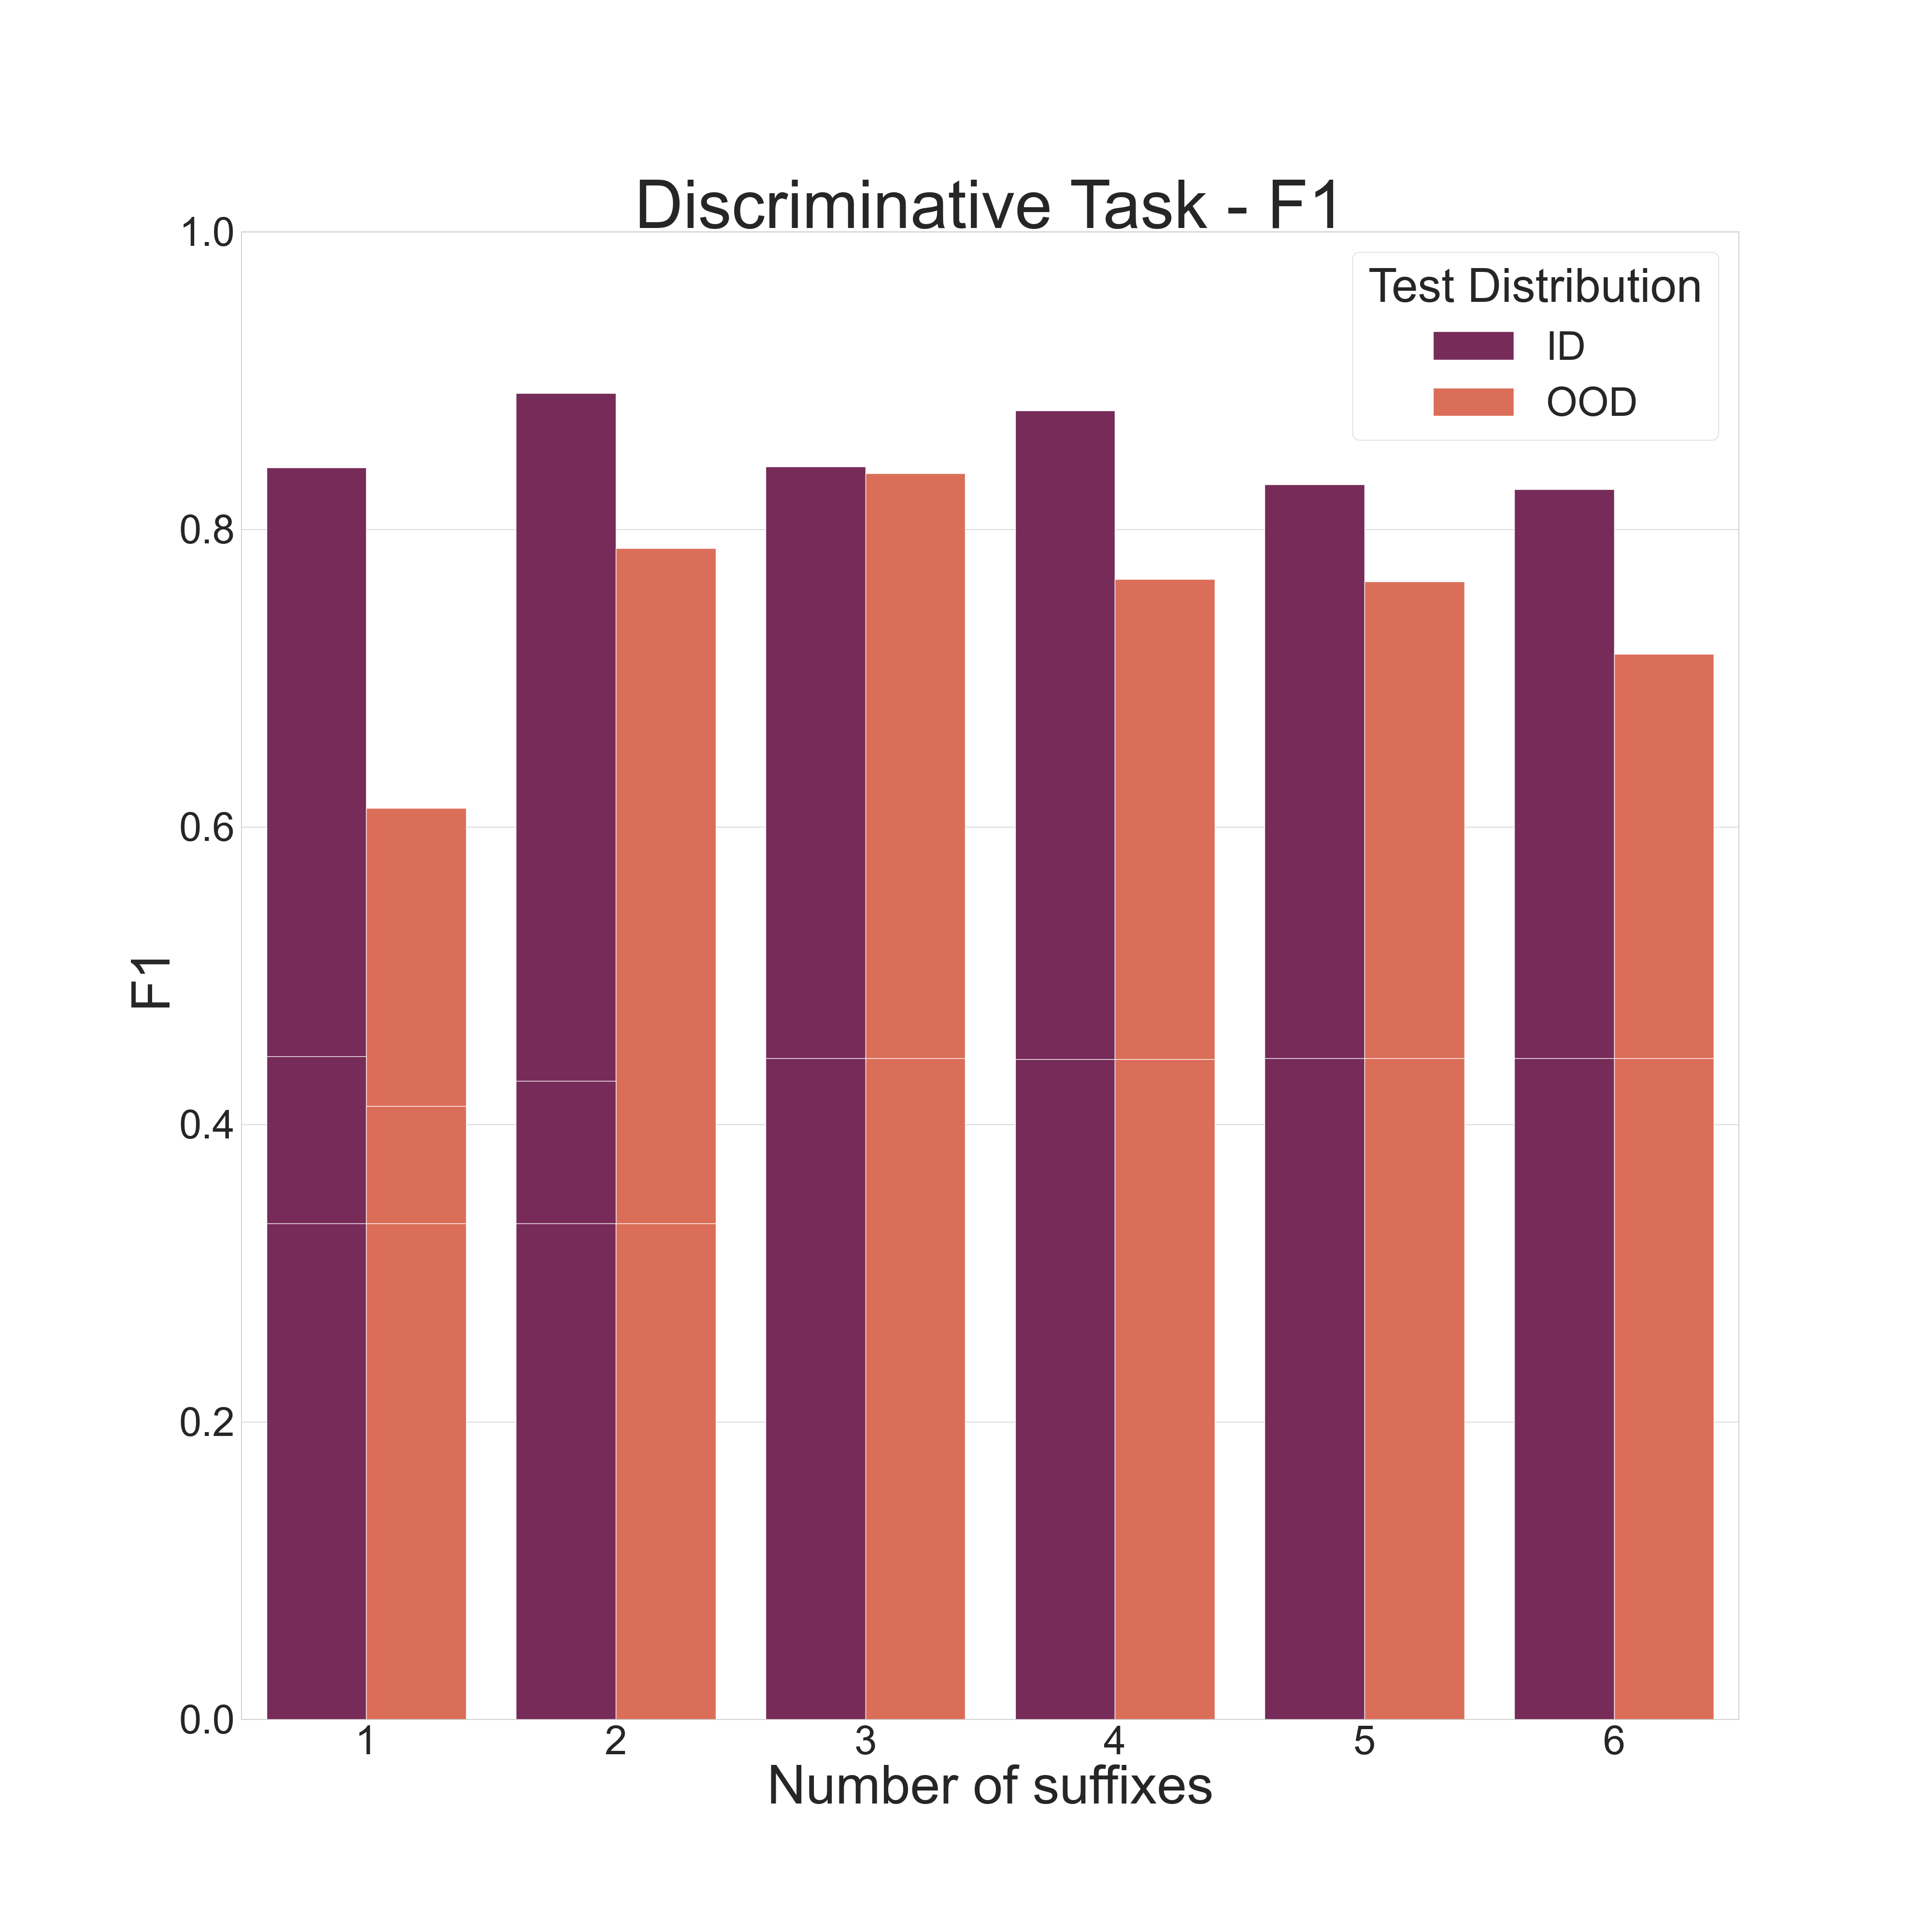 Discriminative Task - F1
1.0
0.8
0.6
0.4
0.2
0.0
F1
Test Distribution
ID
OOD
1 2 3 4 5 6
Number of suffixes